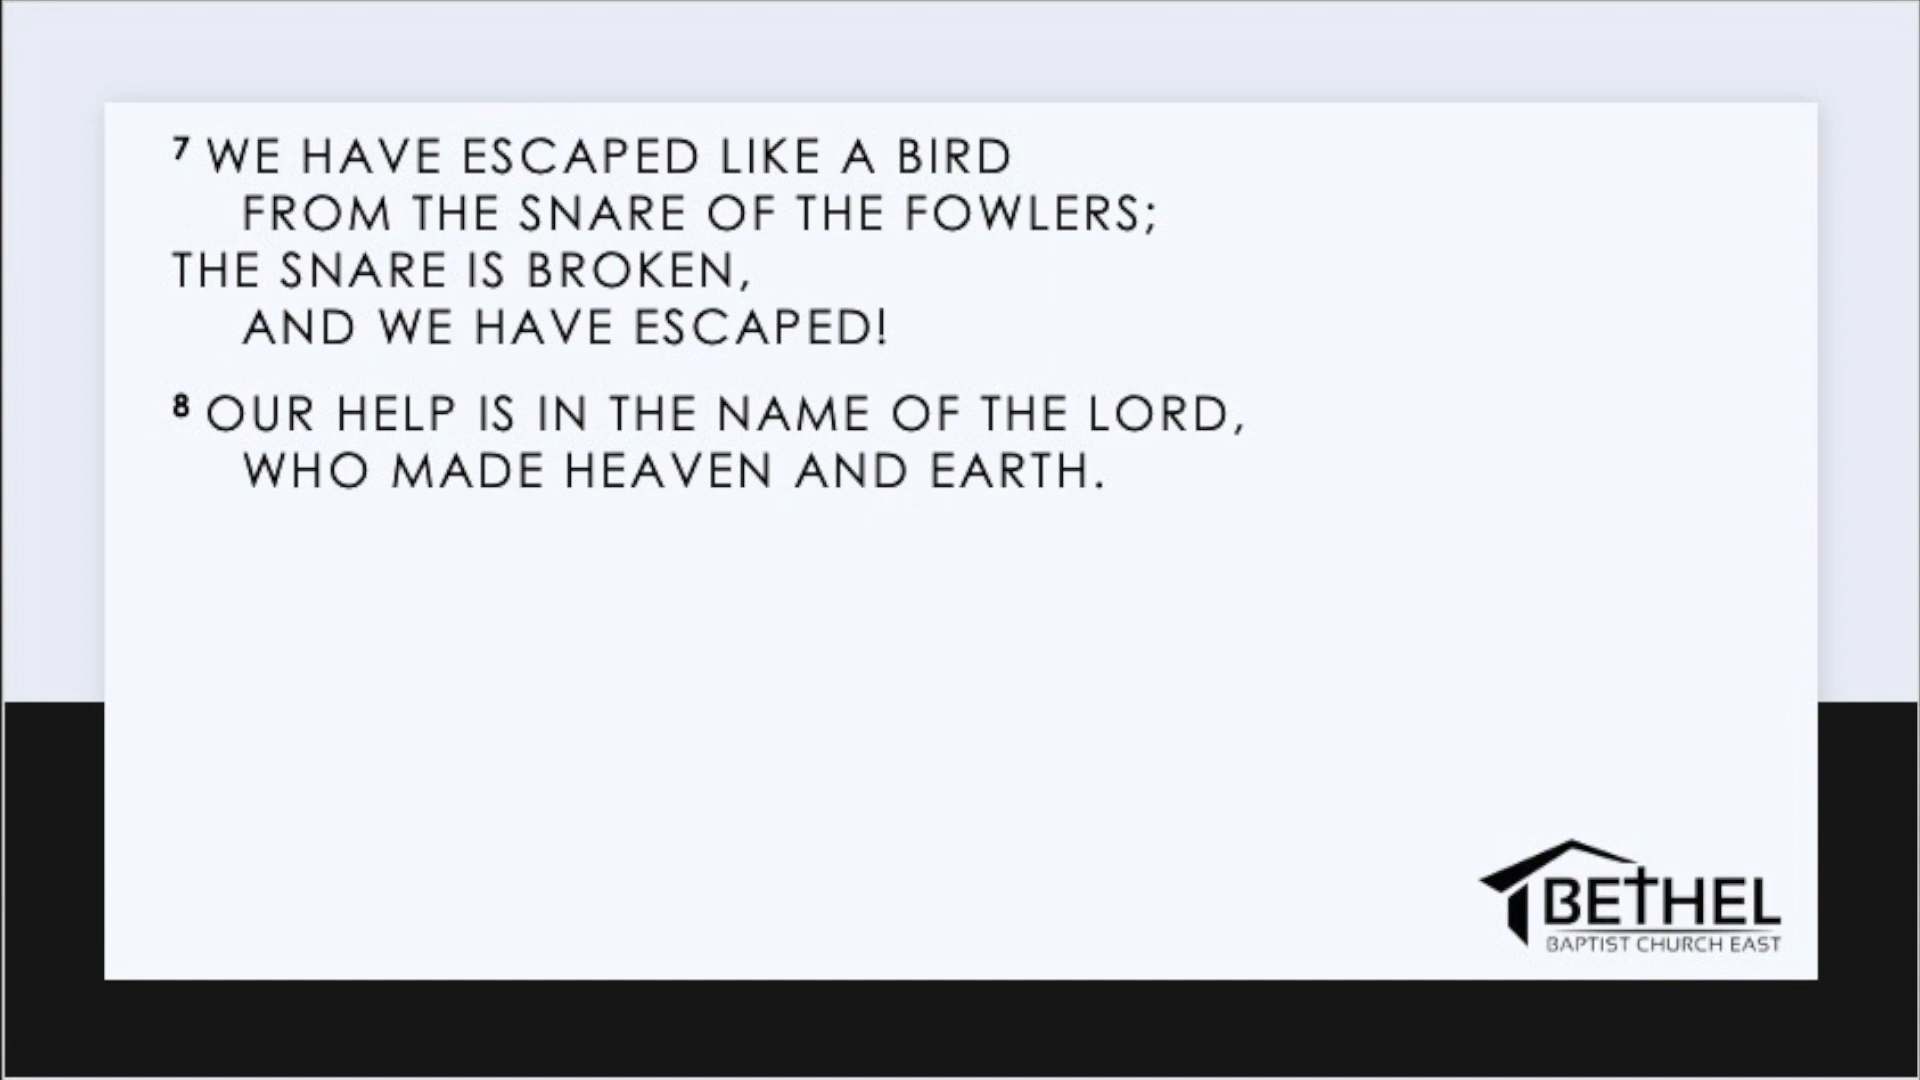 7 WE HAVE ESCAPED LIKE A BIRD
FROM THE SNARE OF THE FOWLERS;
THE SNARE IS BROKEN,
AND WE HAVE ESCAPED!
8 OUR HELP IS IN THE NAME OF THE LORD,
WHO MADE HEAVEN AND EARTH.
BETHEL
BAPTIST CHURCH EAST